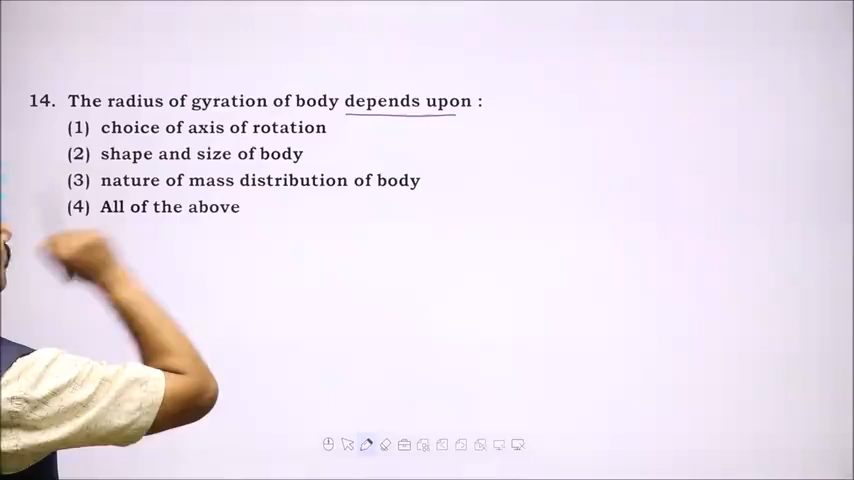 14. The radius of gyration of body depends upon :
(1) choice of axis of rotation
(2) shape and size of body
(3) nature of mass distribution of body
(4) All of the above